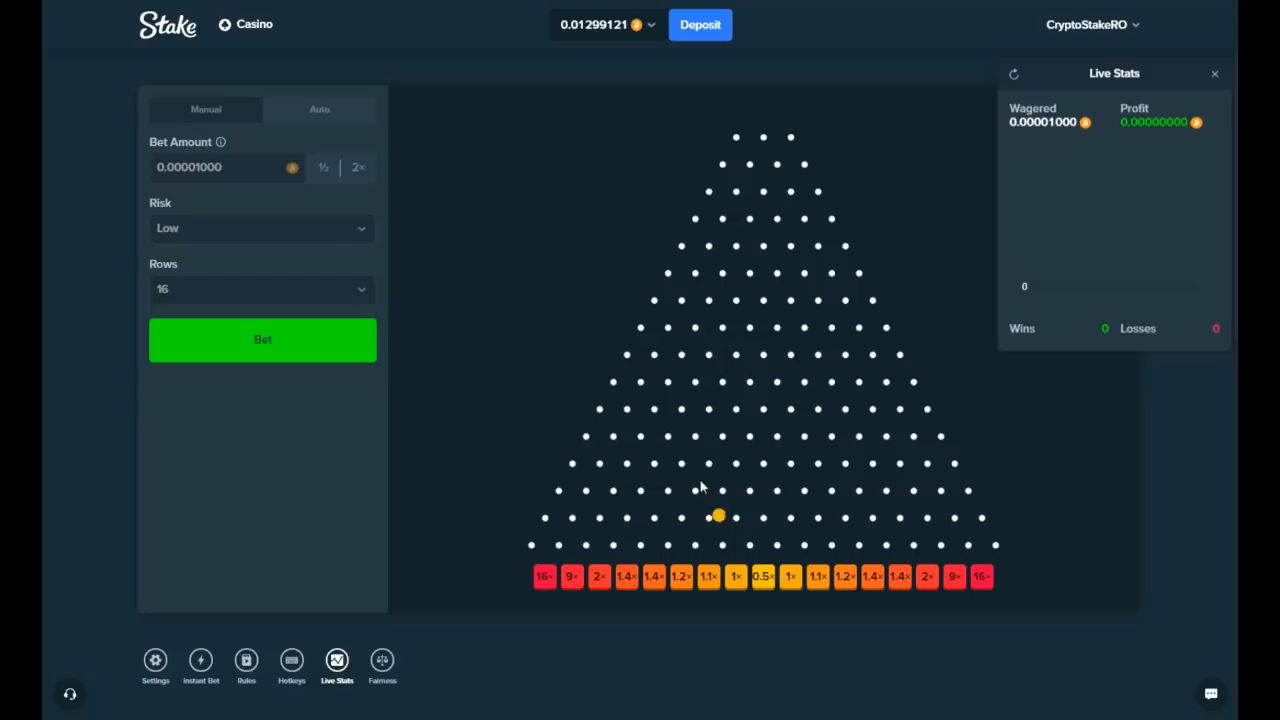 Stake
Casino
0.01299121
Deposit
CryptoStakeRO
Live Stats
×
Wagered
0.00001000
Profit
0.00000000
0
Wins
0
Losses
0
Manual
Auto
Bet Amount
0.00001000
½
2×
Risk
Low
Rows
16
Bet
16× 9× 2× 1.4× 1.4× 1.2× 1.1× 1× 0.5× 1× 1.1× 1.2× 1.4× 1.4× 2× 9× 16×
Settings
Instant Bet
Rules
Hotkeys
Live Stats
Fairness